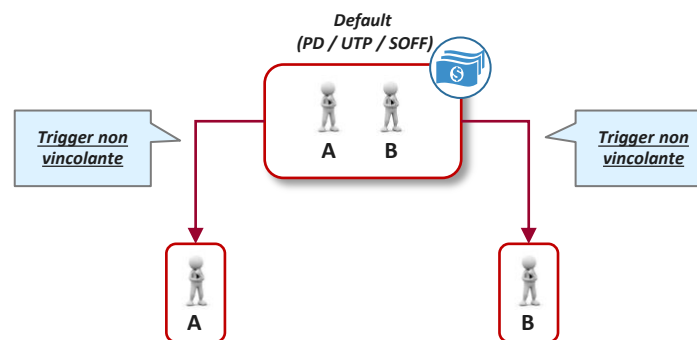 Default
(PD / UTP / SOFF)
$
A B
Trigger non
vincolante
Trigger non
vincolante
A
B